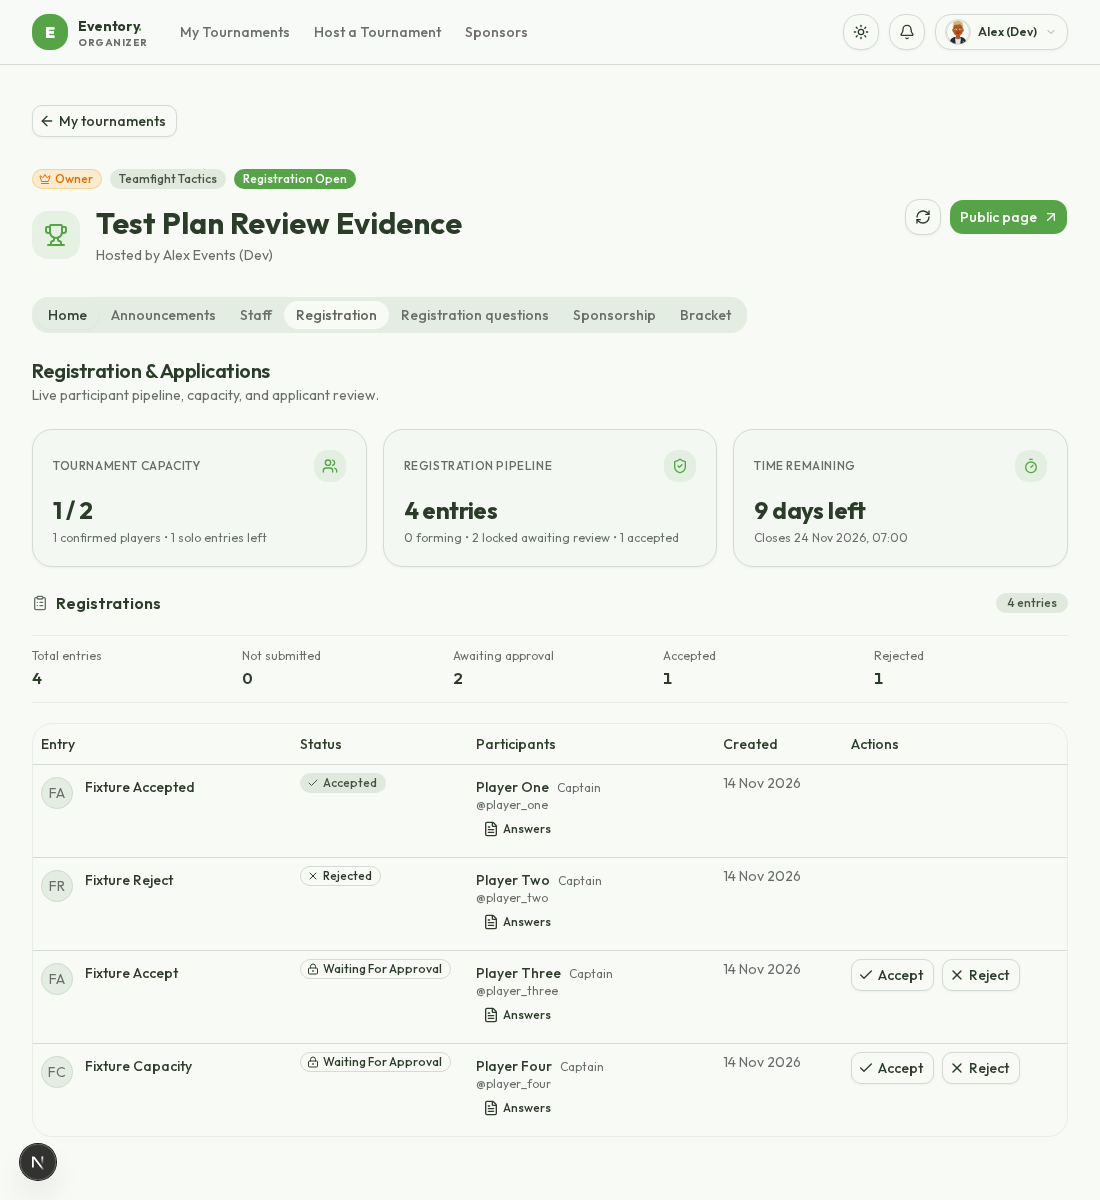 E
Eventory.
ORGANIZER
My Tournaments
Host a Tournament
Sponsors
Alex (Dev)
My tournaments
Owner
Teamfight Tactics
Registration Open
Test Plan Review Evidence
Hosted by Alex Events (Dev)
Public page
Home
Announcements
Staff
Registration
Registration questions
Sponsorship
Bracket
Registration & Applications
Live participant pipeline, capacity, and applicant review.
TOURNAMENT CAPACITY
1 / 2
1 confirmed players • 1 solo entries left
REGISTRATION PIPELINE
4 entries
0 forming • 2 locked awaiting review • 1 accepted
TIME REMAINING
9 days left
Closes 24 Nov 2026, 07:00
Registrations
4 entries
Total entries
4
Not submitted
0
Awaiting approval
2
Accepted
1
Rejected
1
Entry
Status
Participants
Created
Actions
FA
Fixture Accepted
Accepted
Player One Captain
@player_one
Answers
14 Nov 2026
FR
Fixture Reject
Rejected
Player Two Captain
@player_two
Answers
14 Nov 2026
FA
Fixture Accept
Waiting For Approval
Player Three Captain
@player_three
Answers
14 Nov 2026
Accept
Reject
FC
Fixture Capacity
Waiting For Approval
Player Four Captain
@player_four
Answers
14 Nov 2026
Accept
Reject
N